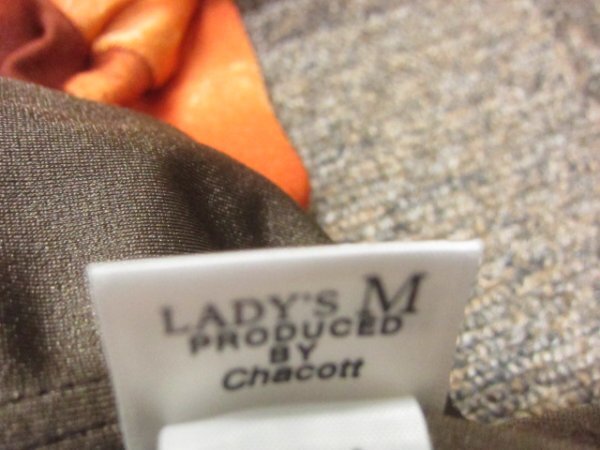 LADY'S M
PRODUCED
BY
Chacott